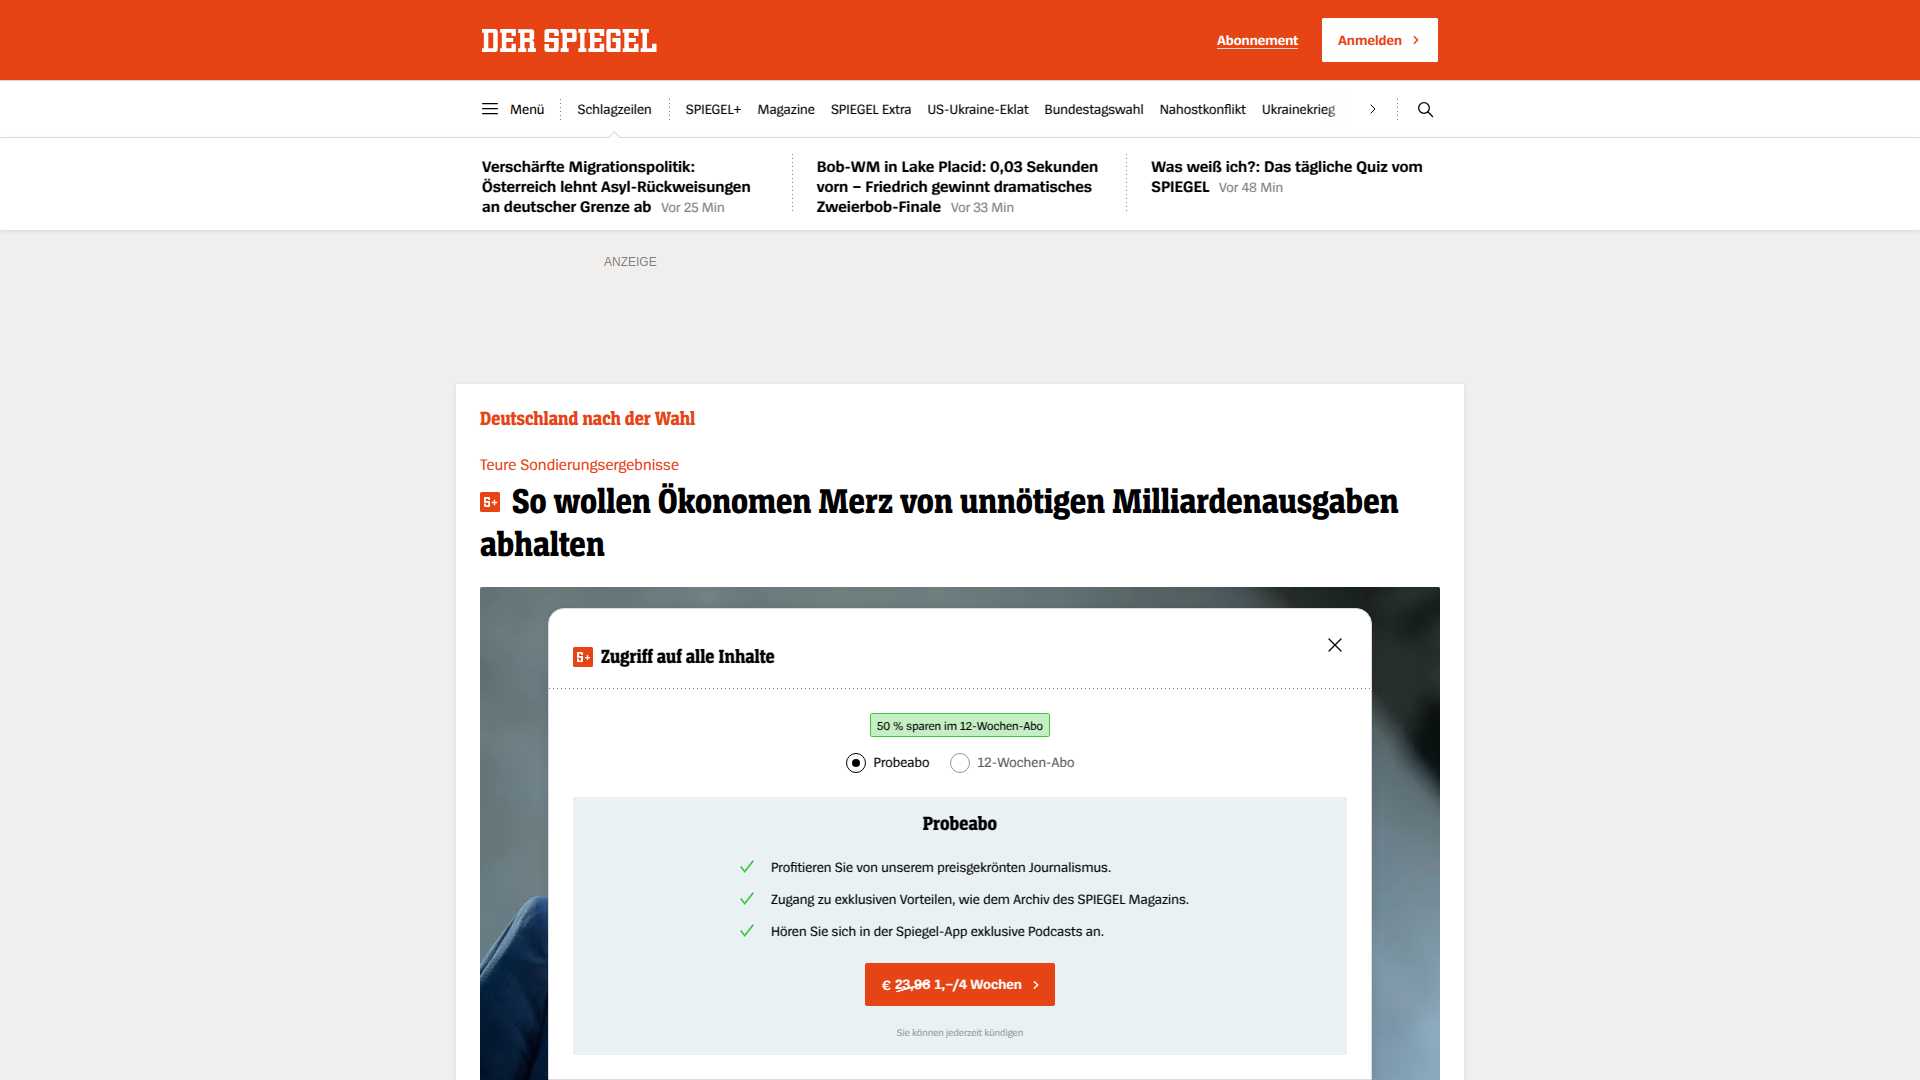 DER SPIEGEL
Abonnement
Anmelden
Menü
Schlagzeilen
SPIEGEL+
Magazine
SPIEGEL Extra
US-Ukraine-Eklat
Bundestagswahl
Nahostkonflikt
Ukrainekrieg
Verschärfte Migrationspolitik:
Österreich lehnt Asyl-Rückweisungen
an deutscher Grenze ab Vor 25 Min
Bob-WM in Lake Placid: 0,03 Sekunden
vorn – Friedrich gewinnt dramatisches
Zweierbob-Finale Vor 33 Min
Was weiß ich?: Das tägliche Quiz vom
SPIEGEL Vor 48 Min
ANZEIGE
Deutschland nach der Wahl
Teure Sondierungsergebnisse
S+ So wollen Ökonomen Merz von unnötigen Milliardenausgaben
abhalten
S+ Zugriff auf alle Inhalte
50 % sparen im 12-Wochen-Abo
Probeabo
12-Wochen-Abo
Probeabo
Profitieren Sie von unserem preisgekrönten Journalismus.
Zugang zu exklusiven Vorteilen, wie dem Archiv des SPIEGEL Magazins.
Hören Sie sich in der Spiegel-App exklusive Podcasts an.
€ 23,96 1,–/4 Wochen
Sie können jederzeit kündigen